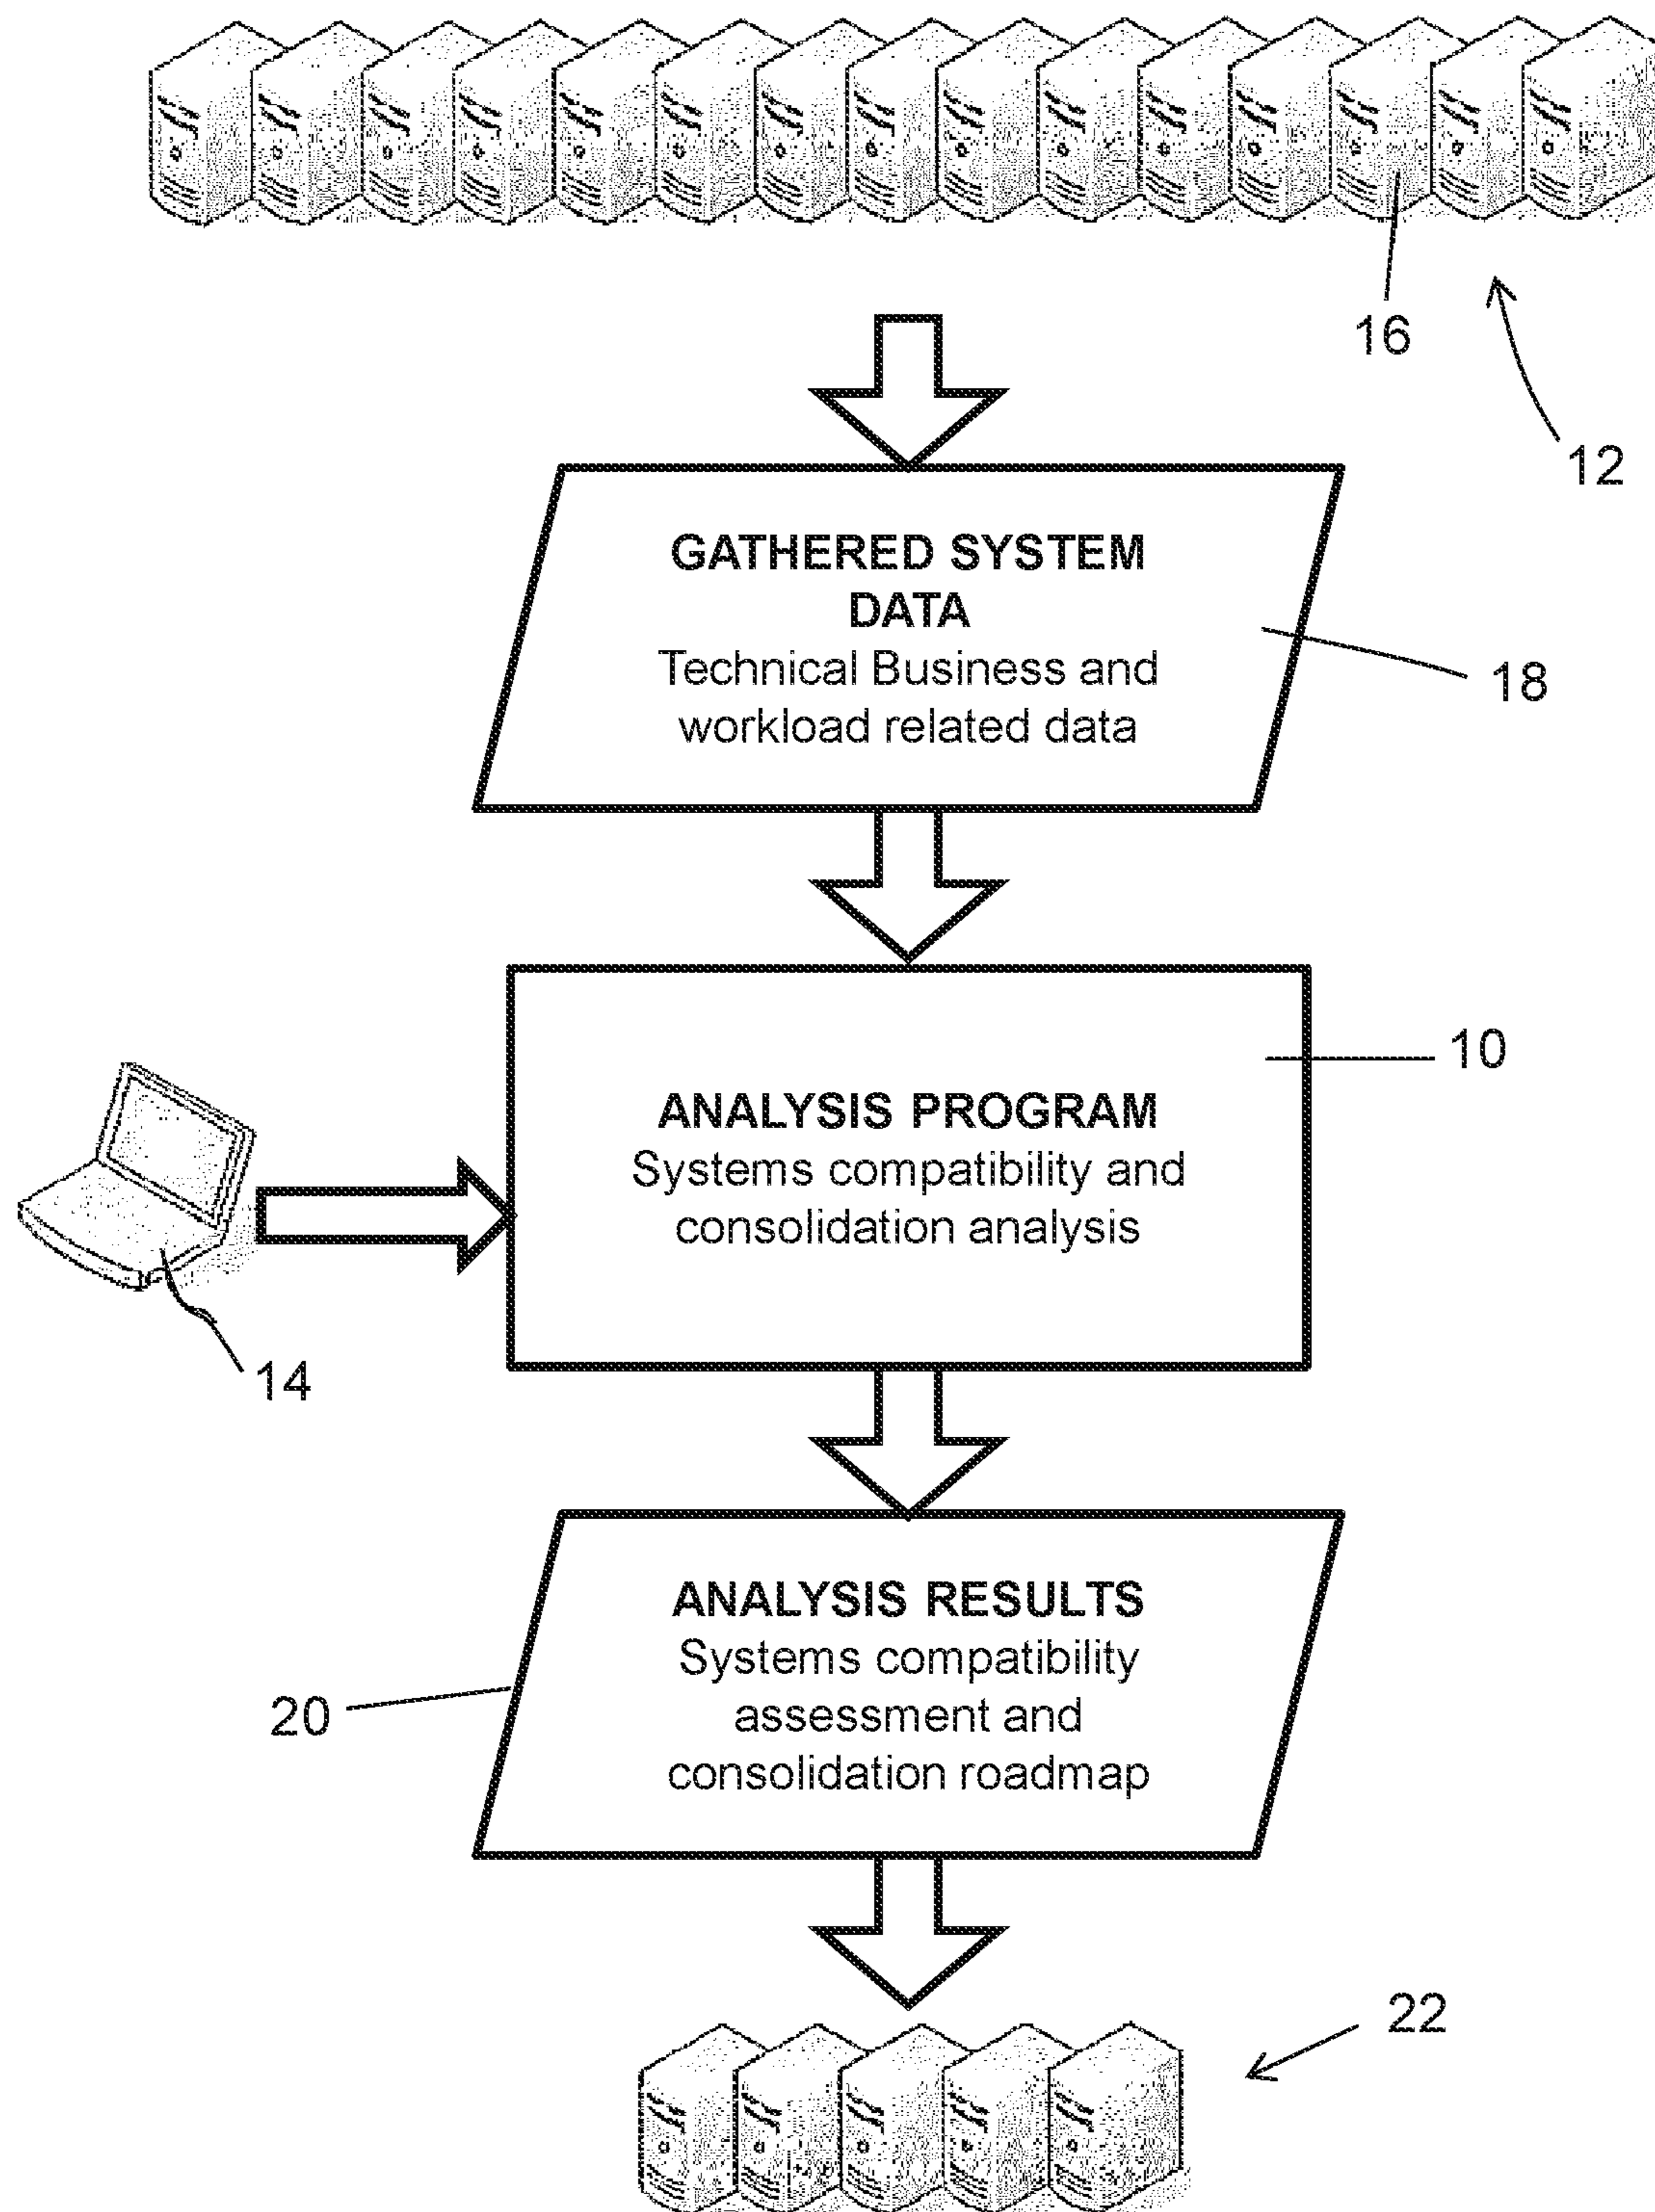 16
12
GATHERED SYSTEM
DATA
Technical Business and
workload related data
18
10
ANALYSIS PROGRAM
Systems compatibility and
consolidation analysis
14
ANALYSIS RESULTS
Systems compatibility
assessment and
consolidation roadmap
20
22